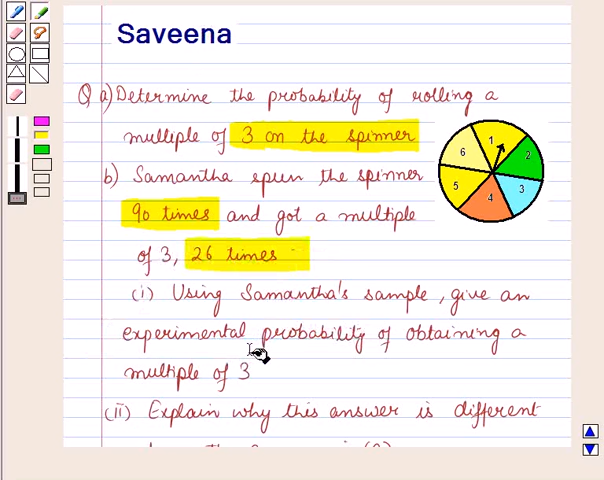 Saveena
Q a) Determine the probability of rolling a
multiple of 3 on the spinner
b) Samantha spun the spinner
90 times and got a multiple
of 3, 26 times
(i) Using Samantha's sample, give an
experimental probability of obtaining a
multiple of 3
(ii) Explain why this answer is different
1
2
3
4
5
6